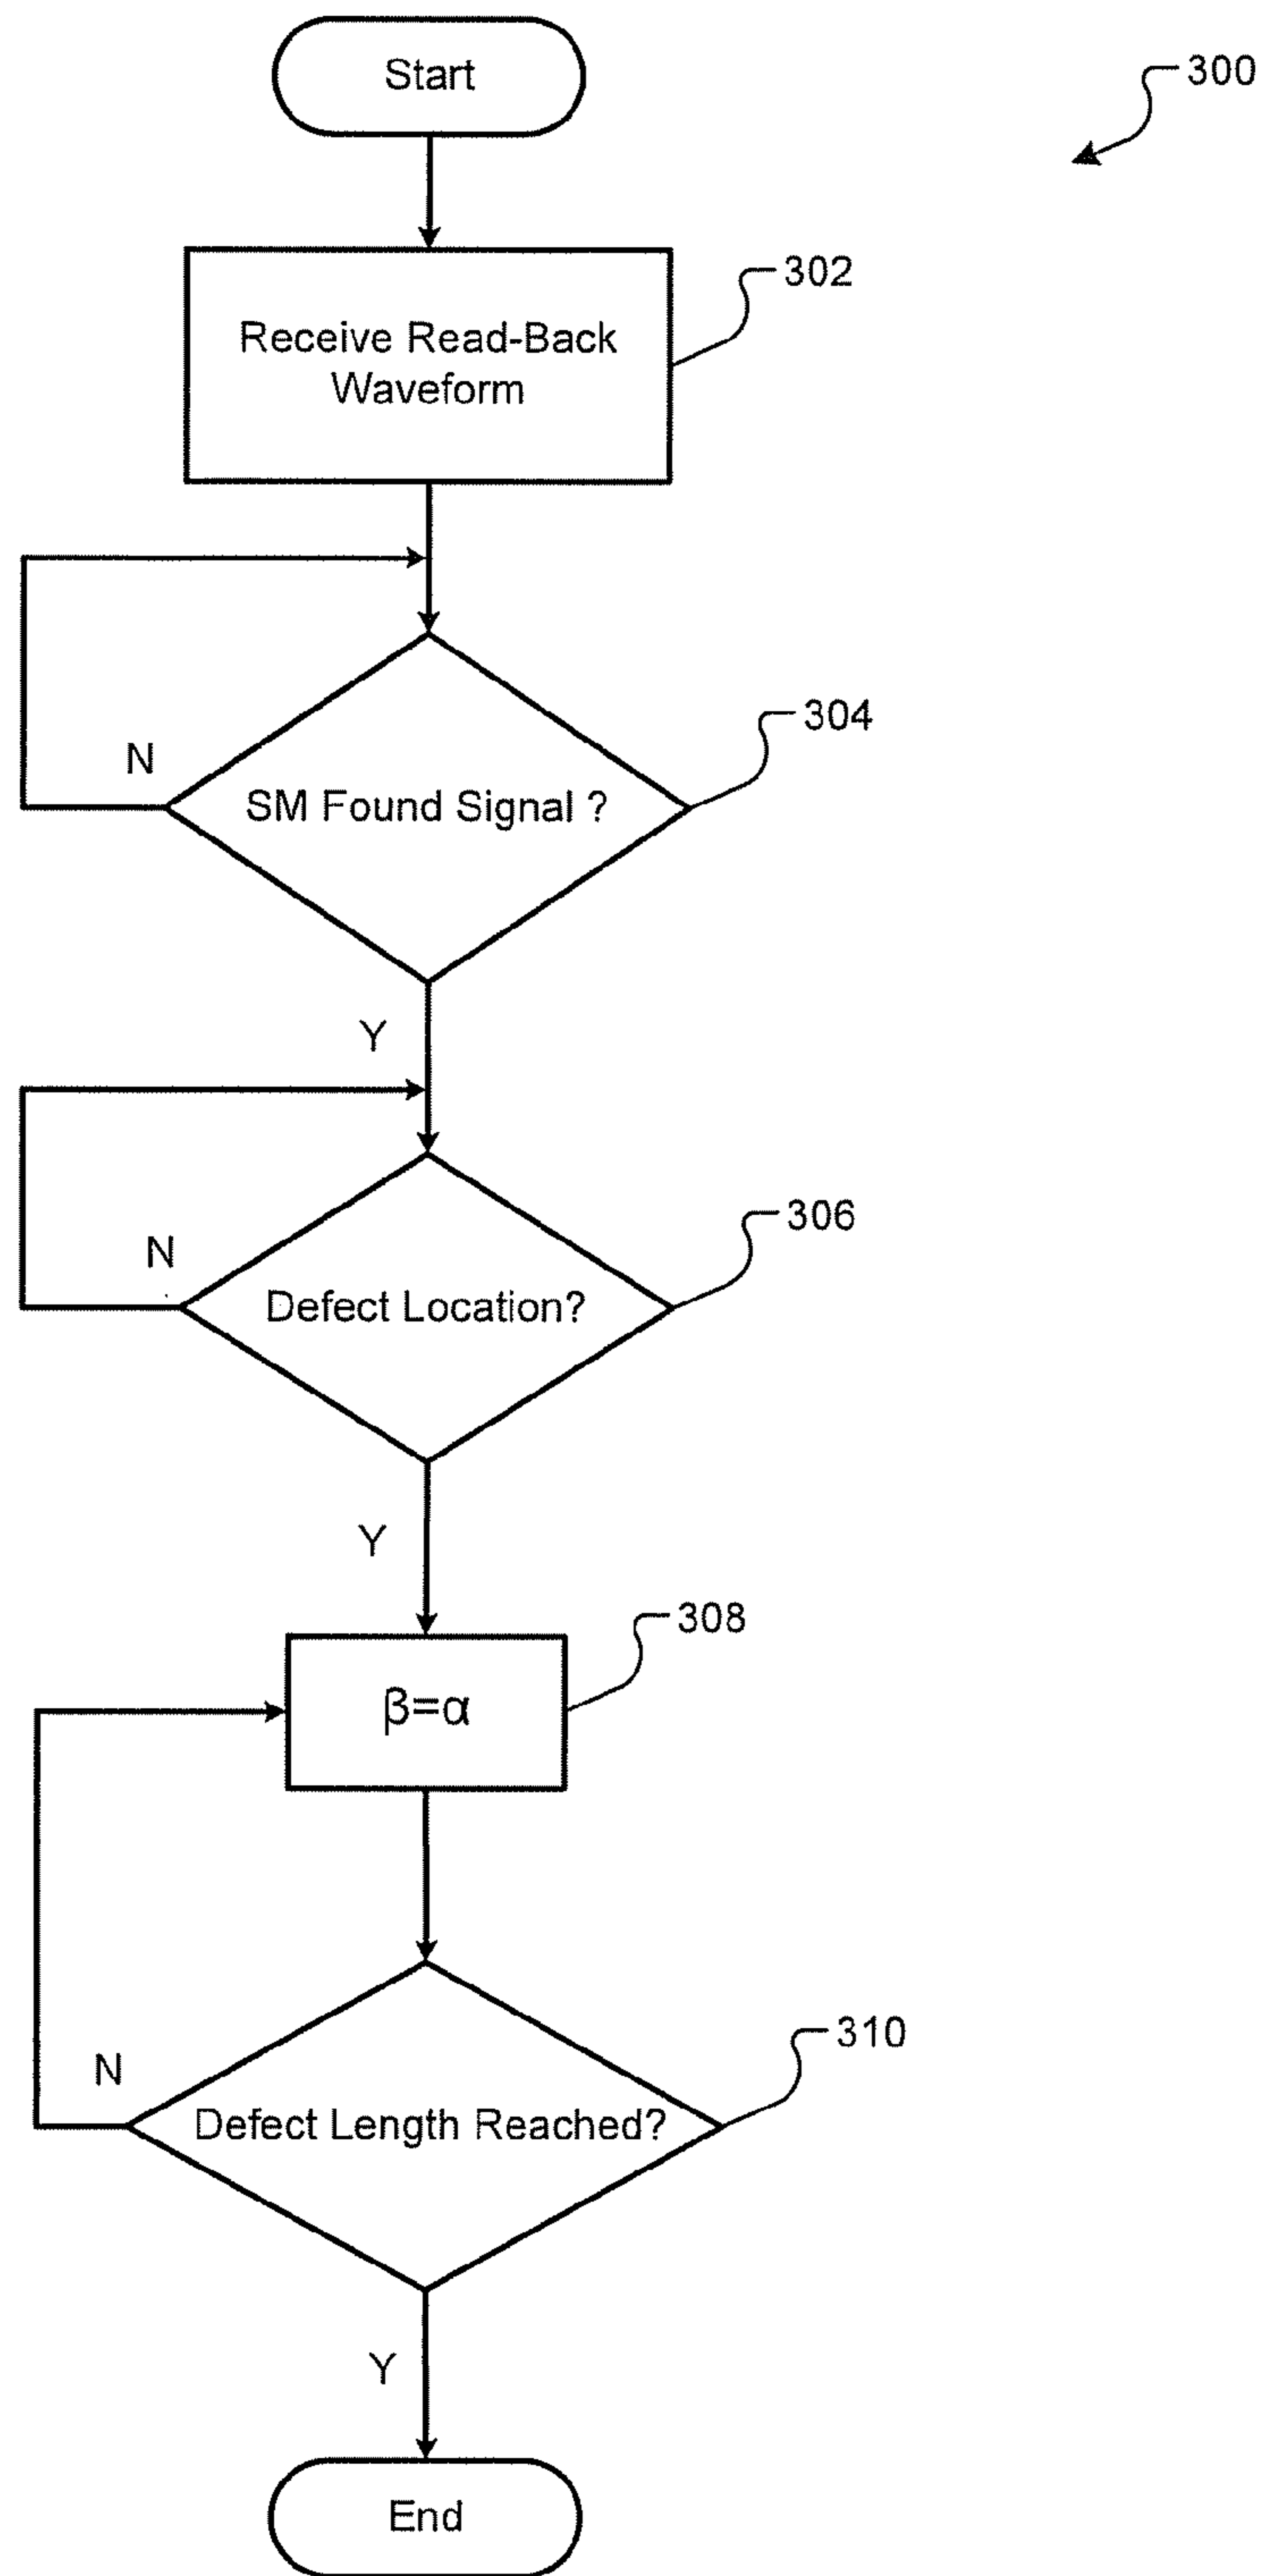 Start
300
302
Receive Read-Back
Waveform
304
N
SM Found Signal ?
Y
306
N
Defect Location?
Y
308
β=α
310
N
Defect Length Reached?
Y
End